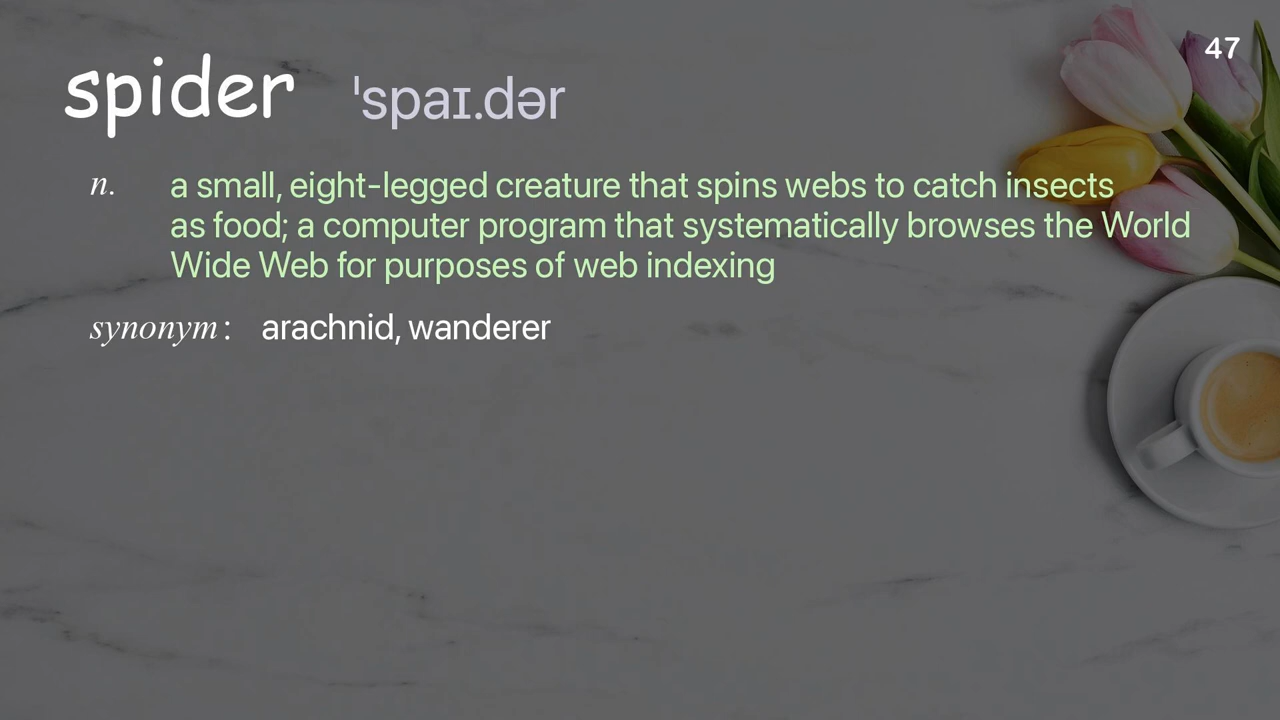 47
spider ˈspaɪ.dər
n. a small, eight-legged creature that spins webs to catch insects
as food; a computer program that systematically browses the World
Wide Web for purposes of web indexing
synonym : arachnid, wanderer